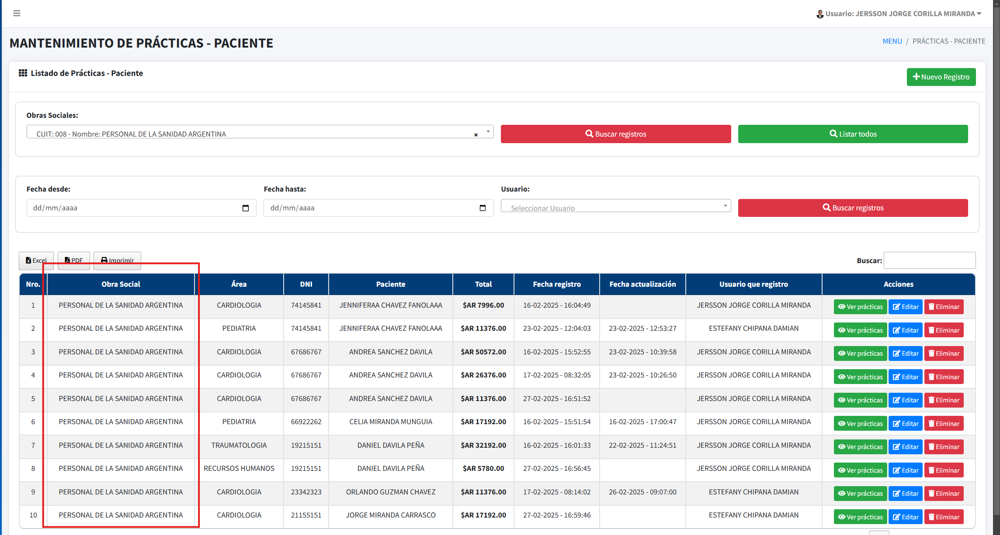 Usuario: JERSSON JORGE CORILLA MIRANDA
MANTENIMIENTO DE PRÁCTICAS - PACIENTE
MENU / PRÁCTICAS - PACIENTE
Listado de Prácticas - Paciente
Nuevo Registro
Obras Sociales:
CUIT: 008 - Nombre: PERSONAL DE LA SANIDAD ARGENTINA ×
Buscar registros
Listar todos
Fecha desde: Fecha hasta: Usuario:
dd/mm/aaaa dd/mm/aaaa Seleccionar Usuario Buscar registros
Excel PDF Imprimir Buscar:
Nro. Obra Social Área DNI Paciente Total Fecha registro Fecha actualización Usuario que registro Acciones
1 PERSONAL DE LA SANIDAD ARGENTINA CARDIOLOGIA 74145841 JENNIFERAA CHAVEZ FANOLAAA $AR 7996.00 16-02-2025 - 16:04:49 JERSSON JORGE CORILLA MIRANDA Ver prácticas Editar Eliminar
2 PERSONAL DE LA SANIDAD ARGENTINA PEDIATRIA 74145841 JENNIFERAA CHAVEZ FANOLAAA $AR 11376.00 23-02-2025 - 12:04:03 23-02-2025 - 12:53:27 ESTEFANY CHIPANA DAMIAN Ver prácticas Editar Eliminar
3 PERSONAL DE LA SANIDAD ARGENTINA CARDIOLOGIA 67686767 ANDREA SANCHEZ DAVILA $AR 50572.00 16-02-2025 - 15:52:55 23-02-2025 - 10:39:58 JERSSON JORGE CORILLA MIRANDA Ver prácticas Editar Eliminar
4 PERSONAL DE LA SANIDAD ARGENTINA CARDIOLOGIA 67686767 ANDREA SANCHEZ DAVILA $AR 26376.00 17-02-2025 - 08:32:05 23-02-2025 - 10:26:50 JERSSON JORGE CORILLA MIRANDA Ver prácticas Editar Eliminar
5 PERSONAL DE LA SANIDAD ARGENTINA CARDIOLOGIA 67686767 ANDREA SANCHEZ DAVILA $AR 11376.00 27-02-2025 - 16:51:52 JERSSON JORGE CORILLA MIRANDA Ver prácticas Editar Eliminar
6 PERSONAL DE LA SANIDAD ARGENTINA PEDIATRIA 66922262 CELIA MIRANDA MUNGUIA $AR 17192.00 16-02-2025 - 15:51:54 16-02-2025 - 17:00:47 JERSSON JORGE CORILLA MIRANDA Ver prácticas Editar Eliminar
7 PERSONAL DE LA SANIDAD ARGENTINA TRAUMATOLOGIA 19215151 DANIEL DAVILA PEÑA $AR 32192.00 16-02-2025 - 16:01:33 22-02-2025 - 11:24:51 JERSSON JORGE CORILLA MIRANDA Ver prácticas Editar Eliminar
8 PERSONAL DE LA SANIDAD ARGENTINA RECURSOS HUMANOS 19215151 DANIEL DAVILA PEÑA $AR 5780.00 27-02-2025 - 16:56:45 JERSSON JORGE CORILLA MIRANDA Ver prácticas Editar Eliminar
9 PERSONAL DE LA SANIDAD ARGENTINA CARDIOLOGIA 23342323 ORLANDO GUZMAN CHAVEZ $AR 11376.00 17-02-2025 - 08:14:02 26-02-2025 - 09:07:00 ESTEFANY CHIPANA DAMIAN Ver prácticas Editar Eliminar
10 PERSONAL DE LA SANIDAD ARGENTINA CARDIOLOGIA 21155151 JORGE MIRANDA CARRASCO $AR 17192.00 27-02-2025 - 16:59:46 ESTEFANY CHIPANA DAMIAN Ver prácticas Editar Eliminar